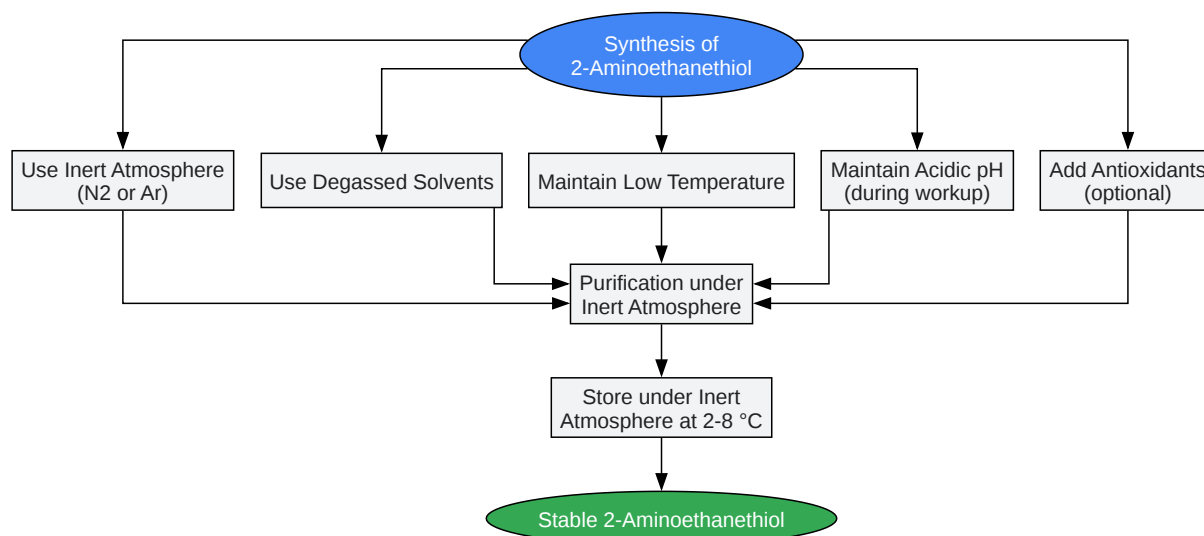 Synthesis of
2-Aminoethanethiol
Use Inert Atmosphere
(N2 or Ar)
Use Degassed Solvents
Maintain Low Temperature
Maintain Acidic pH
(during workup)
Add Antioxidants
(optional)
Purification under
Inert Atmosphere
Store under Inert
Atmosphere at 2-8 °C
Stable 2-Aminoethanethiol